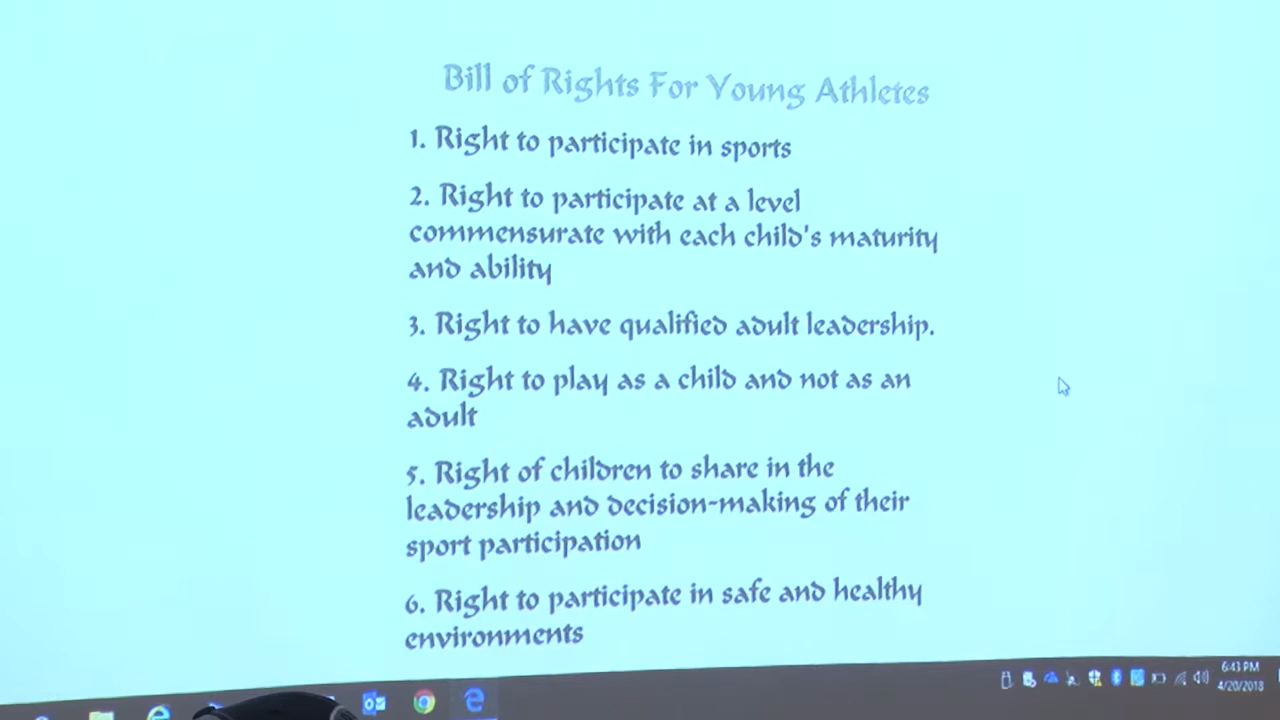 Bill of Rights For Young Athletes
1. Right to participate in sports
2. Right to participate at a level
commensurate with each child's maturity
and ability
3. Right to have qualified adult leadership.
4. Right to play as a child and not as an
adult
5. Right of children to share in the
leadership and decision-making of their
sport participation
6. Right to participate in safe and healthy
environments
6:43 PM
4/20/2018